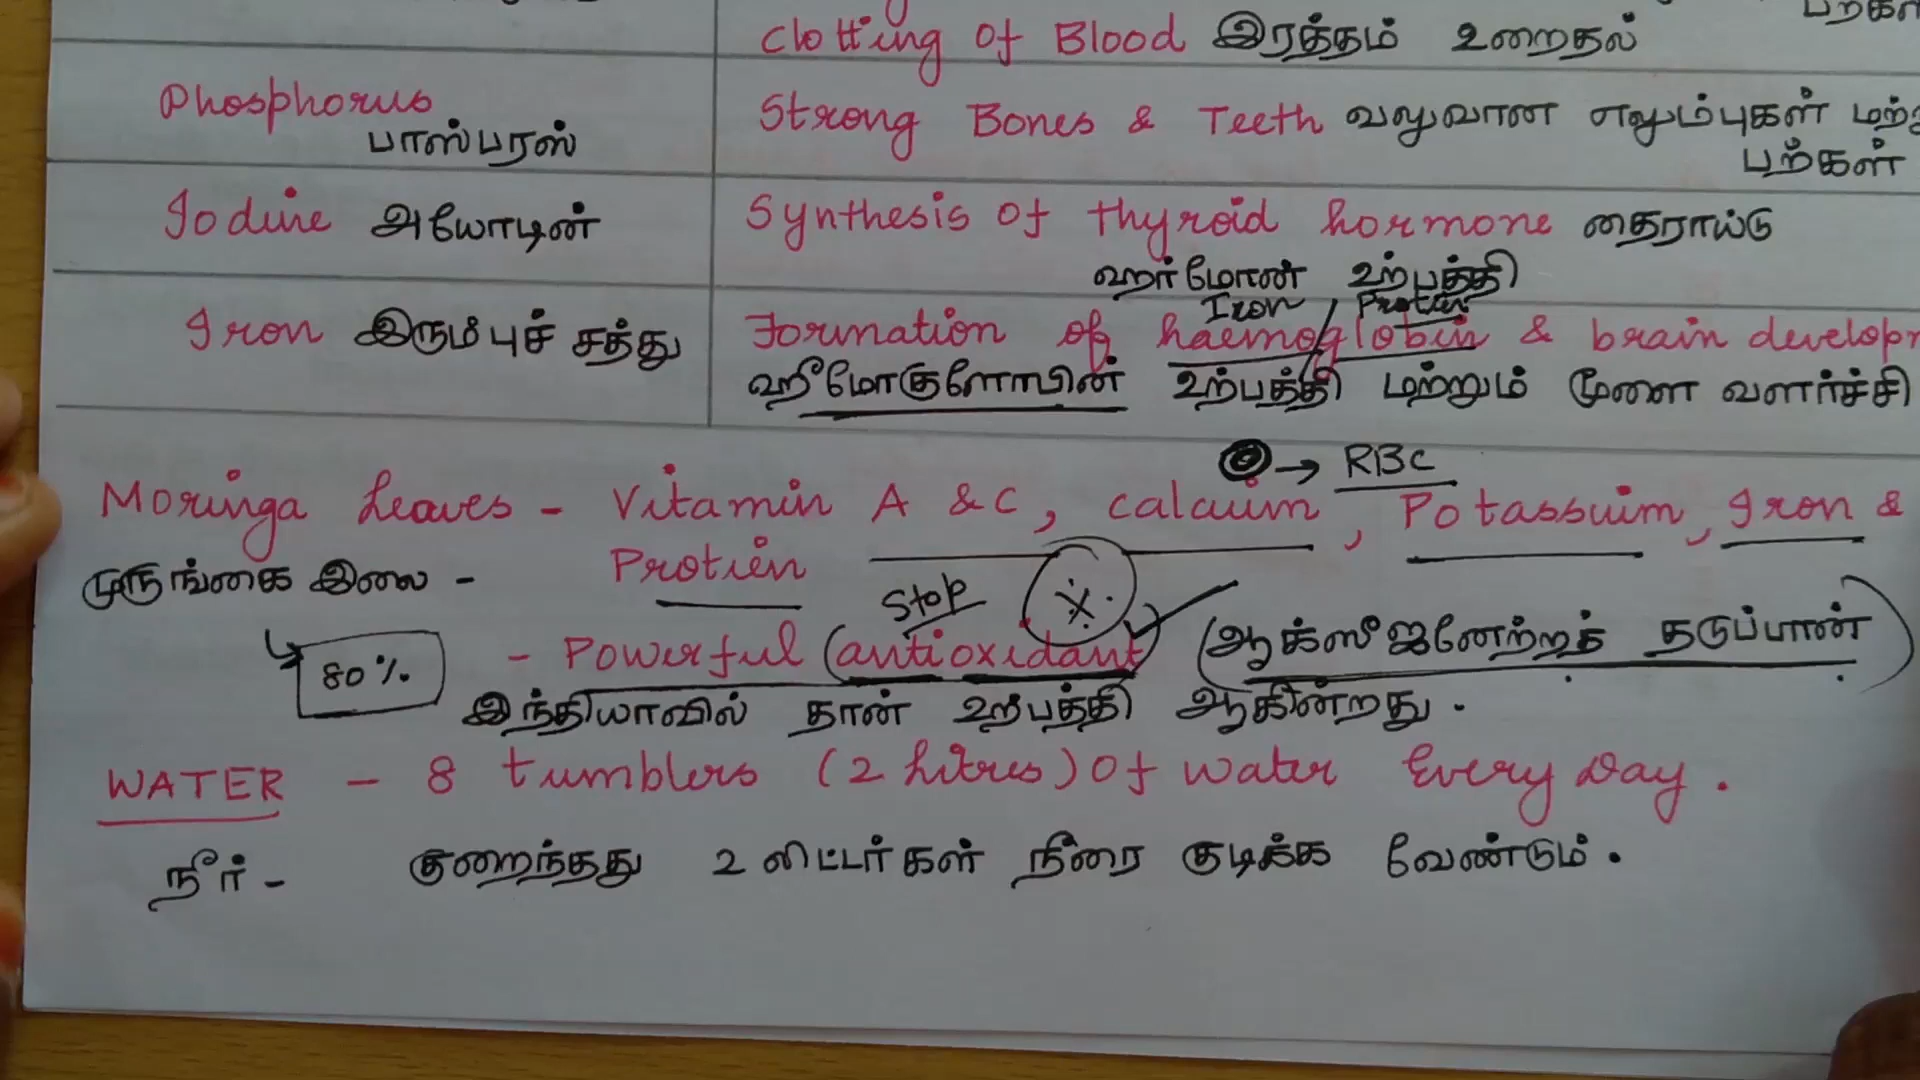 Clotting Of Blood இரத்தம் உறைதல்
Phosphorus
பாஸ்பரஸ்
Strong Bones & Teeth வலுவான எலும்புகள்
பற்கள்
Iodine அயோடின்
Synthesis Of thyroid hormone தைராய்டு
ஹார்மோன் உற்பத்தி
Iron / Protein
Iron இரும்புச் சத்து
Formation of haemoglobin & brain developm
ஹீமோகுளோபின் உற்பத்தி மற்றும் மூளை வளர்ச்சி
→ RBC
Moringa Leaves - Vitamin A & C, Calcium, Potassium, Iron &
முருங்கை இலை - Protien
Stop
80%
- Powerful (antioxidant) (ஆக்ஸிஜனேற்றத் தடுப்பான்)
இந்தியாவில் தான் உற்பத்தி ஆகின்றது.
WATER - 8 tumblers (2 Litres) Of water Every Day.
நீர் - குறைந்தது 2 லிட்டர்கள் நீரை குடிக்க வேண்டும்.